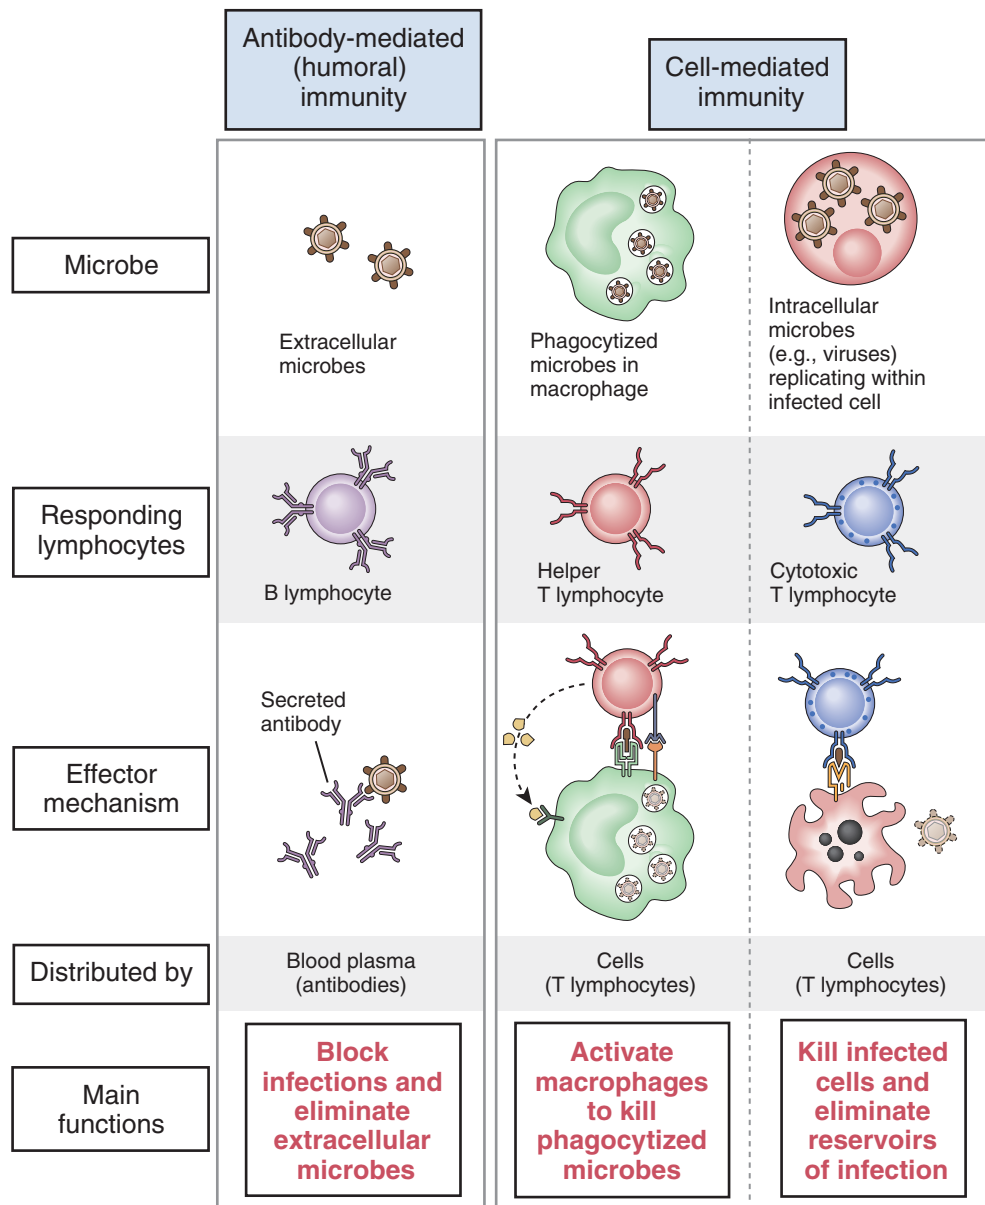 Antibody-mediated
(humoral)
immunity
Cell-mediated
immunity
Microbe
Extracellular
microbes
Phagocytized
microbes in
macrophage
Intracellular
microbes
(e.g., viruses)
replicating within
infected cell
Responding
lymphocytes
B lymphocyte
Helper
T lymphocyte
Cytotoxic
T lymphocyte
Effector
mechanism
Secreted
antibody
Distributed by
Blood plasma
(antibodies)
Cells
(T lymphocytes)
Cells
(T lymphocytes)
Main
functions
Block
infections and
eliminate
extracellular
microbes
Activate
macrophages
to kill
phagocytized
microbes
Kill infected
cells and
eliminate
reservoirs
of infection